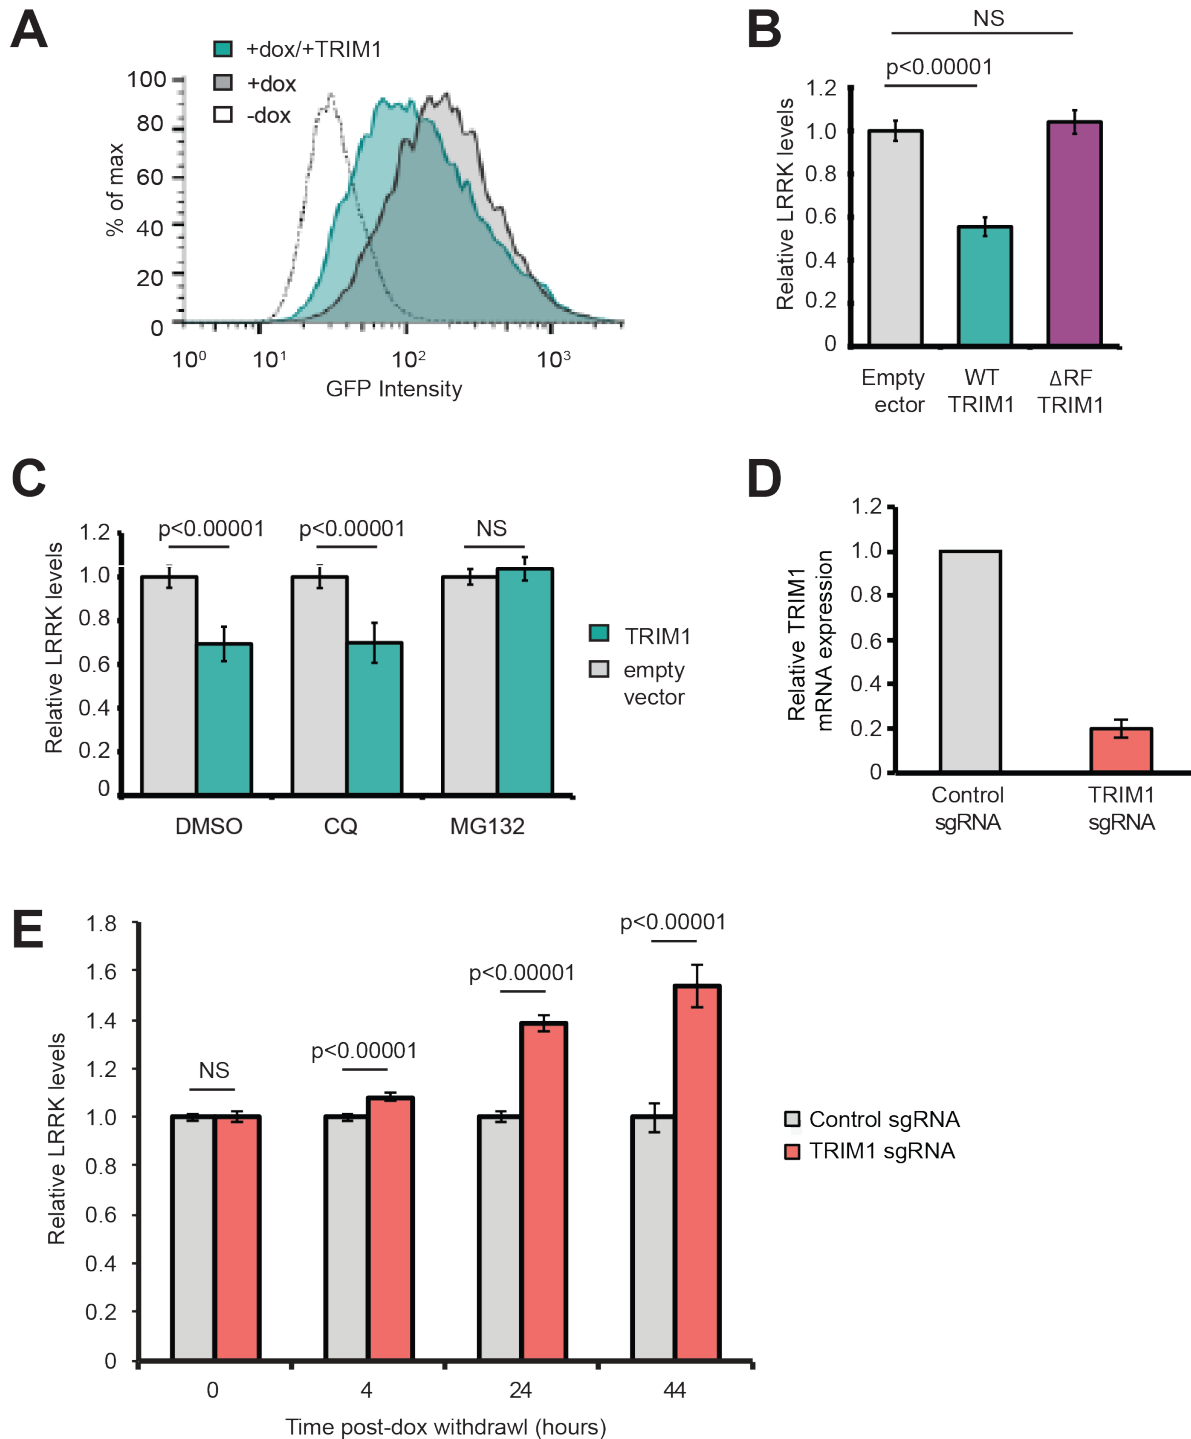 A
+dox/+TRIM1
+dox
-dox
100
80
60
40
20
0
% of max
10⁰ 10¹ 10² 10³
GFP Intensity
B
NS
p<0.00001
1.2
1.0
0.8
0.6
0.4
0.2
0
Relative LRRK levels
Empty ector
WT TRIM1
ΔRF TRIM1
C
p<0.00001
p<0.00001
NS
1.2
1.0
0.8
0.6
0.4
0.2
0
Relative LRRK levels
DMSO CQ MG132
TRIM1
empty
vector
D
1.2
1.0
0.8
0.6
0.4
0.2
0
Relative TRIM1
mRNA expression
Control sgRNA
TRIM1 sgRNA
E
1.8
1.6
1.4
1.2
1.0
0.8
0.6
0.4
0.2
0
Relative LRRK levels
NS
p<0.00001
p<0.00001
p<0.00001
0 4 24 44
Time post-dox withdrawl (hours)
Control sgRNA
TRIM1 sgRNA